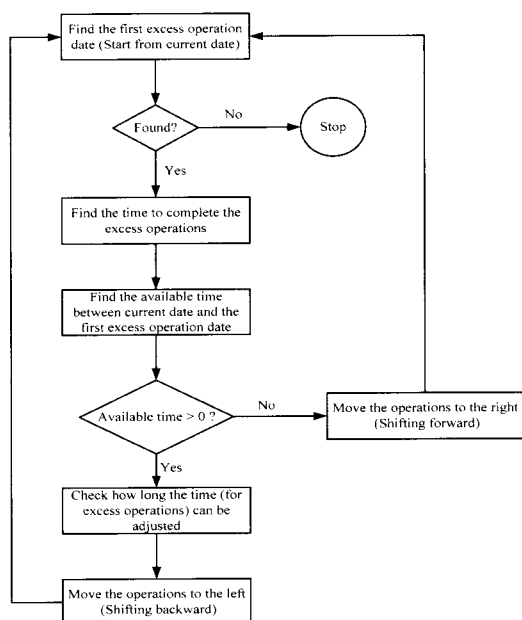 Find the first excess operation
date (Start from current date)
Found?
No
Stop
Yes
Find the time to complete the
excess operations
Find the available time
between current date and the
first excess operation date
Available time > 0 ?
No
Move the operations to the right
(Shifting forward)
Yes
Check how long the time (for
excess operations) can be
adjusted
Move the operations to the left
(Shifting backward)